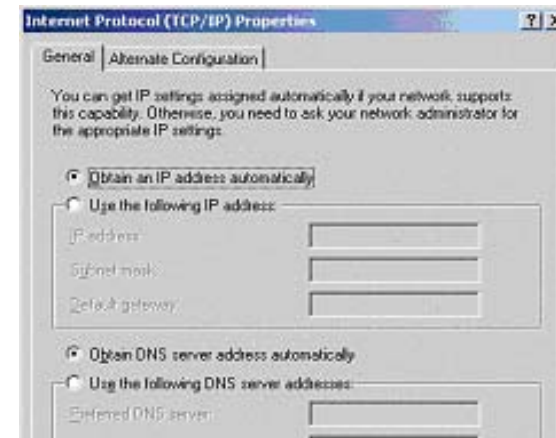 Internet Protocol (TCP/IP) Properties
General
Alternate Configuration
You can get IP settings assigned automatically if your network supports
this capability. Otherwise, you need to ask your network administrator for
the appropriate IP settings.
Obtain an IP address automatically
Use the following IP address:
IP address:
Subnet mask:
Default gateway:
Obtain DNS server address automatically
Use the following DNS server addresses:
Preferred DNS server: